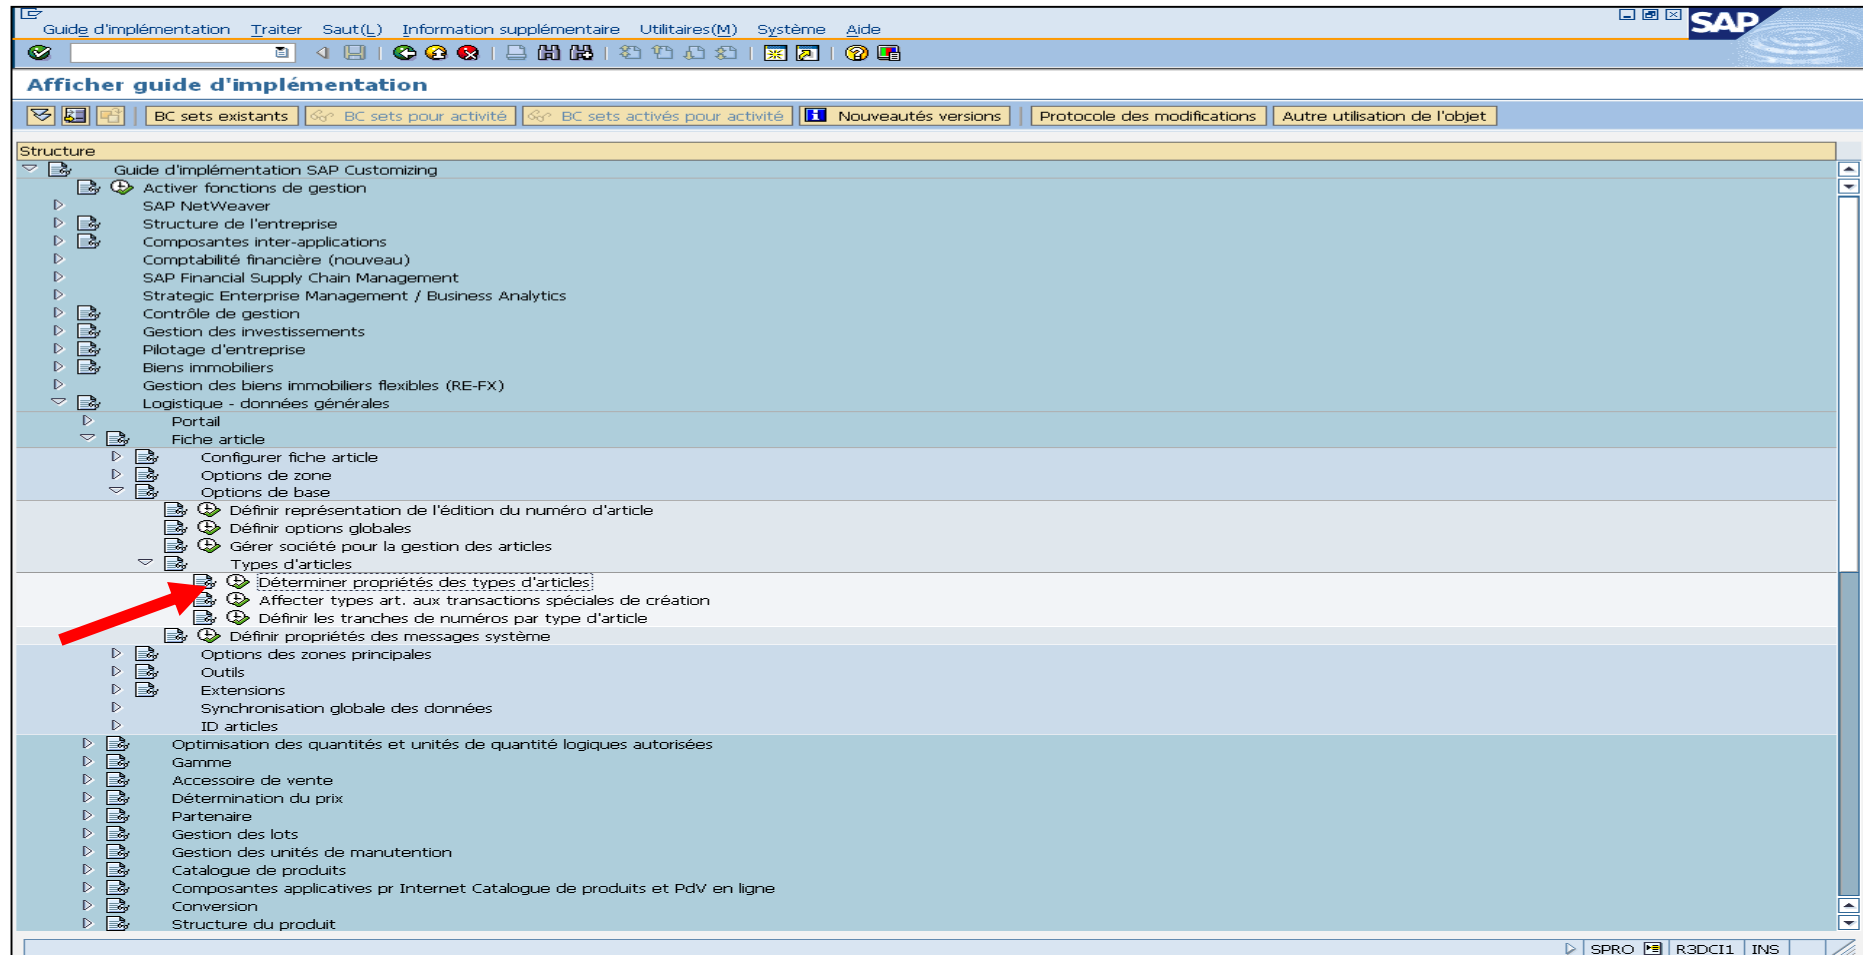 Guide d'implémentation Traiter Saut(L) Information supplémentaire Utilitaires(M) Système Aide
SAP
Afficher guide d'implémentation
BC sets existants BC sets pour activité BC sets activés pour activité Nouveautés versions Protocole des modifications Autre utilisation de l'objet
Structure
Guide d'implémentation SAP Customizing
Activer fonctions de gestion
SAP NetWeaver
Structure de l'entreprise
Composantes inter-applications
Comptabilité financière (nouveau)
SAP Financial Supply Chain Management
Strategic Enterprise Management / Business Analytics
Contrôle de gestion
Gestion des investissements
Pilotage d'entreprise
Biens immobiliers
Gestion des biens immobiliers flexibles (RE-FX)
Logistique - données générales
Portail
Fiche article
Configurer fiche article
Options de zone
Options de base
Définir représentation de l'édition du numéro d'article
Définir options globales
Gérer société pour la gestion des articles
Types d'articles
Déterminer propriétés des types d'articles
Affecter types art. aux transactions spéciales de création
Définir les tranches de numéros par type d'article
Définir propriétés des messages système
Options des zones principales
Outils
Extensions
Synchronisation globale des données
ID articles
Optimisation des quantités et unités de quantité logiques autorisées
Gamme
Accessoire de vente
Détermination du prix
Partenaire
Gestion des lots
Gestion des unités de manutention
Catalogue de produits
Composantes applicatives pr Internet Catalogue de produits et PdV en ligne
Conversion
Structure du produit
SPRO R3DCI1 INS